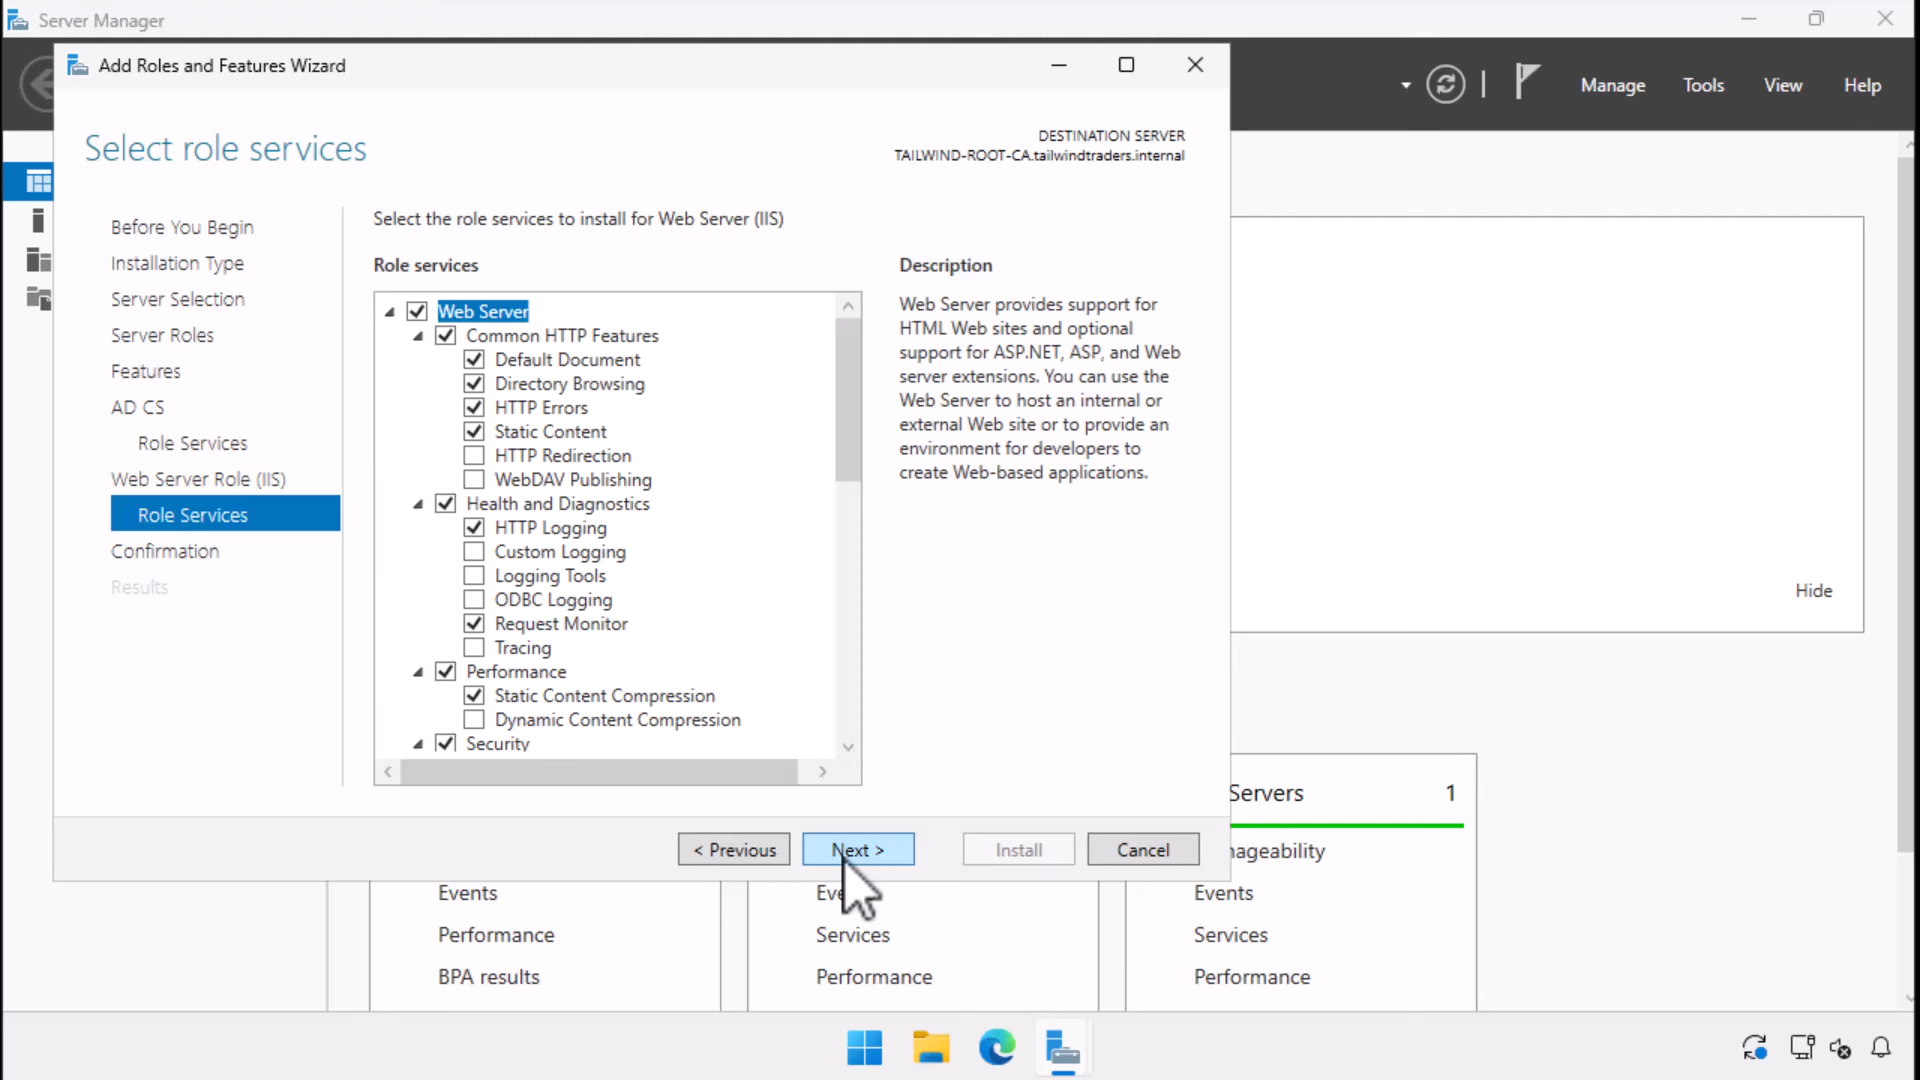 Server Manager
Add Roles and Features Wizard
Manage
Tools
View
Help
Select role services
DESTINATION SERVER
TAILWIND-ROOT-CA.tailwindtraders.internal
Before You Begin
Installation Type
Server Selection
Server Roles
Features
AD CS
Role Services
Web Server Role (IIS)
Role Services
Confirmation
Results
Select the role services to install for Web Server (IIS)
Role services
Web Server
Common HTTP Features
Default Document
Directory Browsing
HTTP Errors
Static Content
HTTP Redirection
WebDAV Publishing
Health and Diagnostics
HTTP Logging
Custom Logging
Logging Tools
ODBC Logging
Request Monitor
Tracing
Performance
Static Content Compression
Dynamic Content Compression
Security
Description
Web Server provides support for
HTML Web sites and optional
support for ASP.NET, ASP, and Web
server extensions. You can use the
Web Server to host an internal or
external Web site or to provide an
environment for developers to
create Web-based applications.
Hide
< Previous
Next >
Install
Cancel
Servers 1
nageability
Events
Performance
BPA results
Eve
Services
Performance
Events
Services
Performance